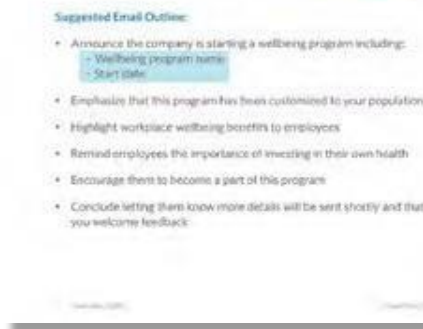 Suggested Email Outline:
• Announce the company is starting a wellbeing program including:
- Wellbeing program name
- Start date
• Emphasize that this program has been customized to your population
• Highlight workplace wellbeing benefits to employees
• Remind employees the importance of investing in their own health
• Encourage them to become a part of this program
• Conclude letting them know more details will be sent shortly and that
you welcome feedback